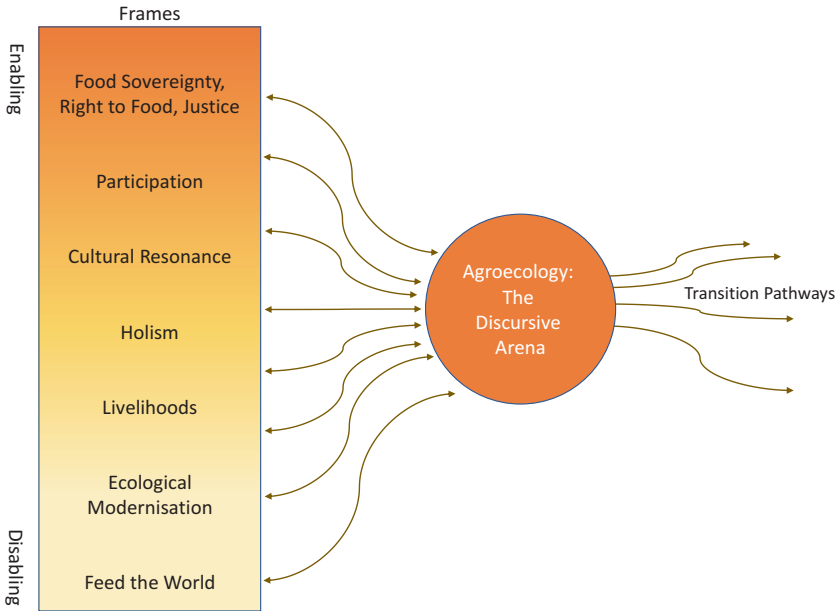 Frames
Enabling
Food Sovereignty,
Right to Food, Justice
Participation
Cultural Resonance
Holism
Livelihoods
Ecological
Modernisation
Feed the World
Disabling
Agroecology:
The
Discursive
Arena
Transition Pathways